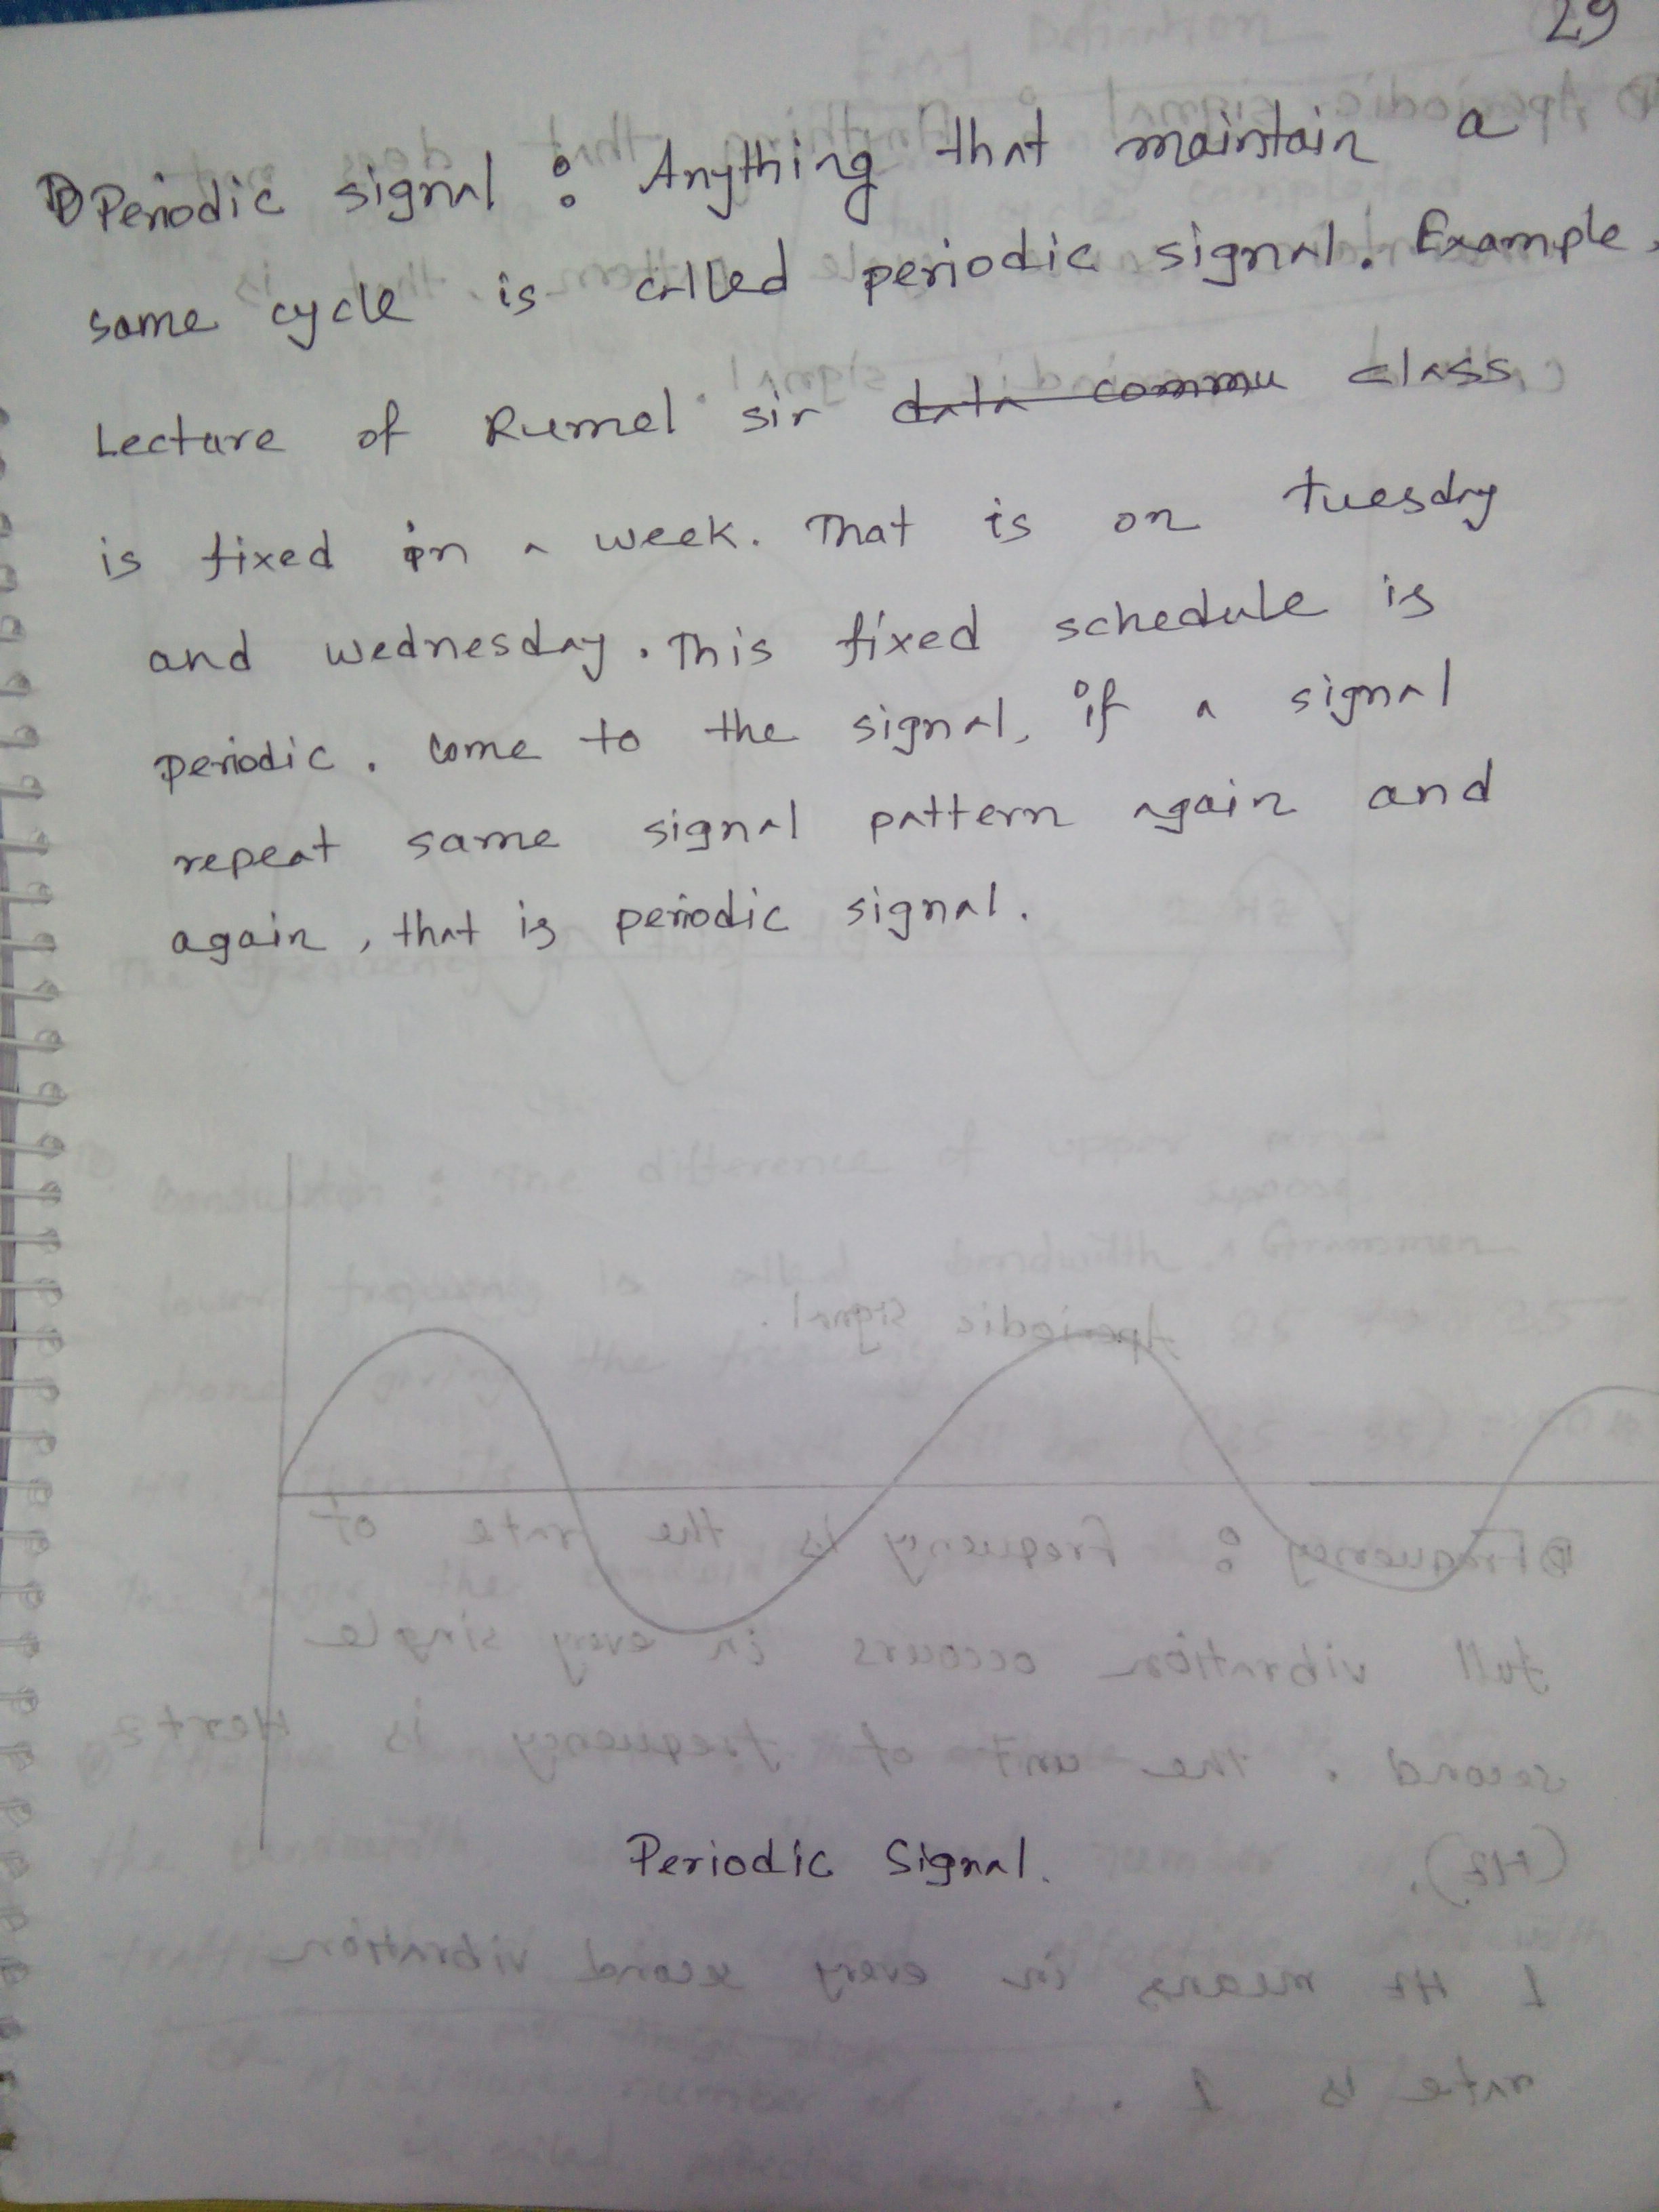 29
Periodic signal : Anything that maintain a
same cycle is called periodic signal. Example,
Lecture of Rumel sir data commu class
is fixed in a week. That is on tuesday
and wednesday. This fixed schedule is
periodic. Come to the signal, if a signal
repeat same signal pattern again and
again, that is periodic signal.
Periodic Signal.